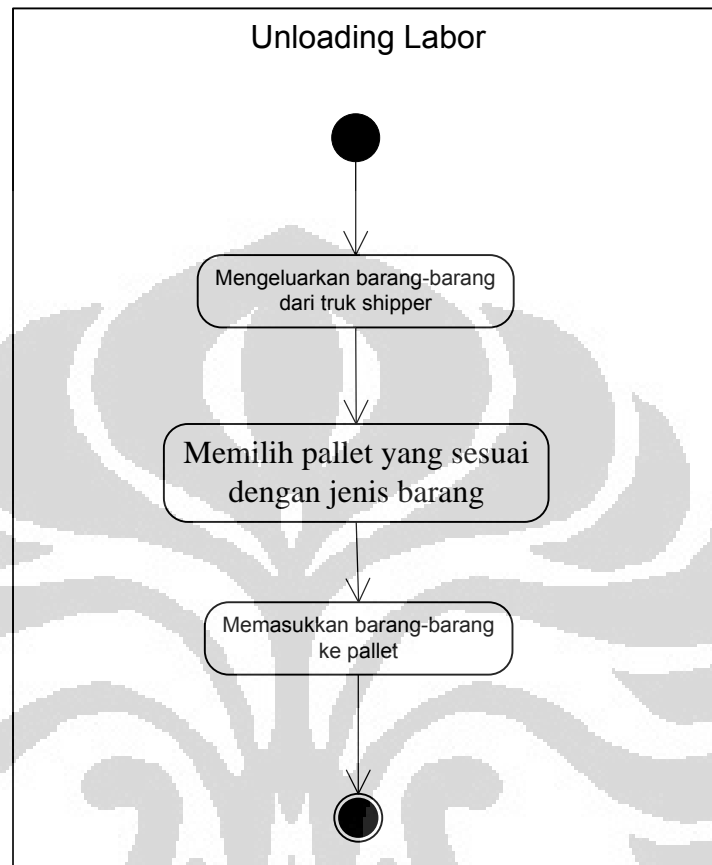 Unloading Labor
Mengeluarkan barang-barang
dari truk shipper
Memilih pallet yang sesuai
dengan jenis barang
Memasukkan barang-barang
ke pallet